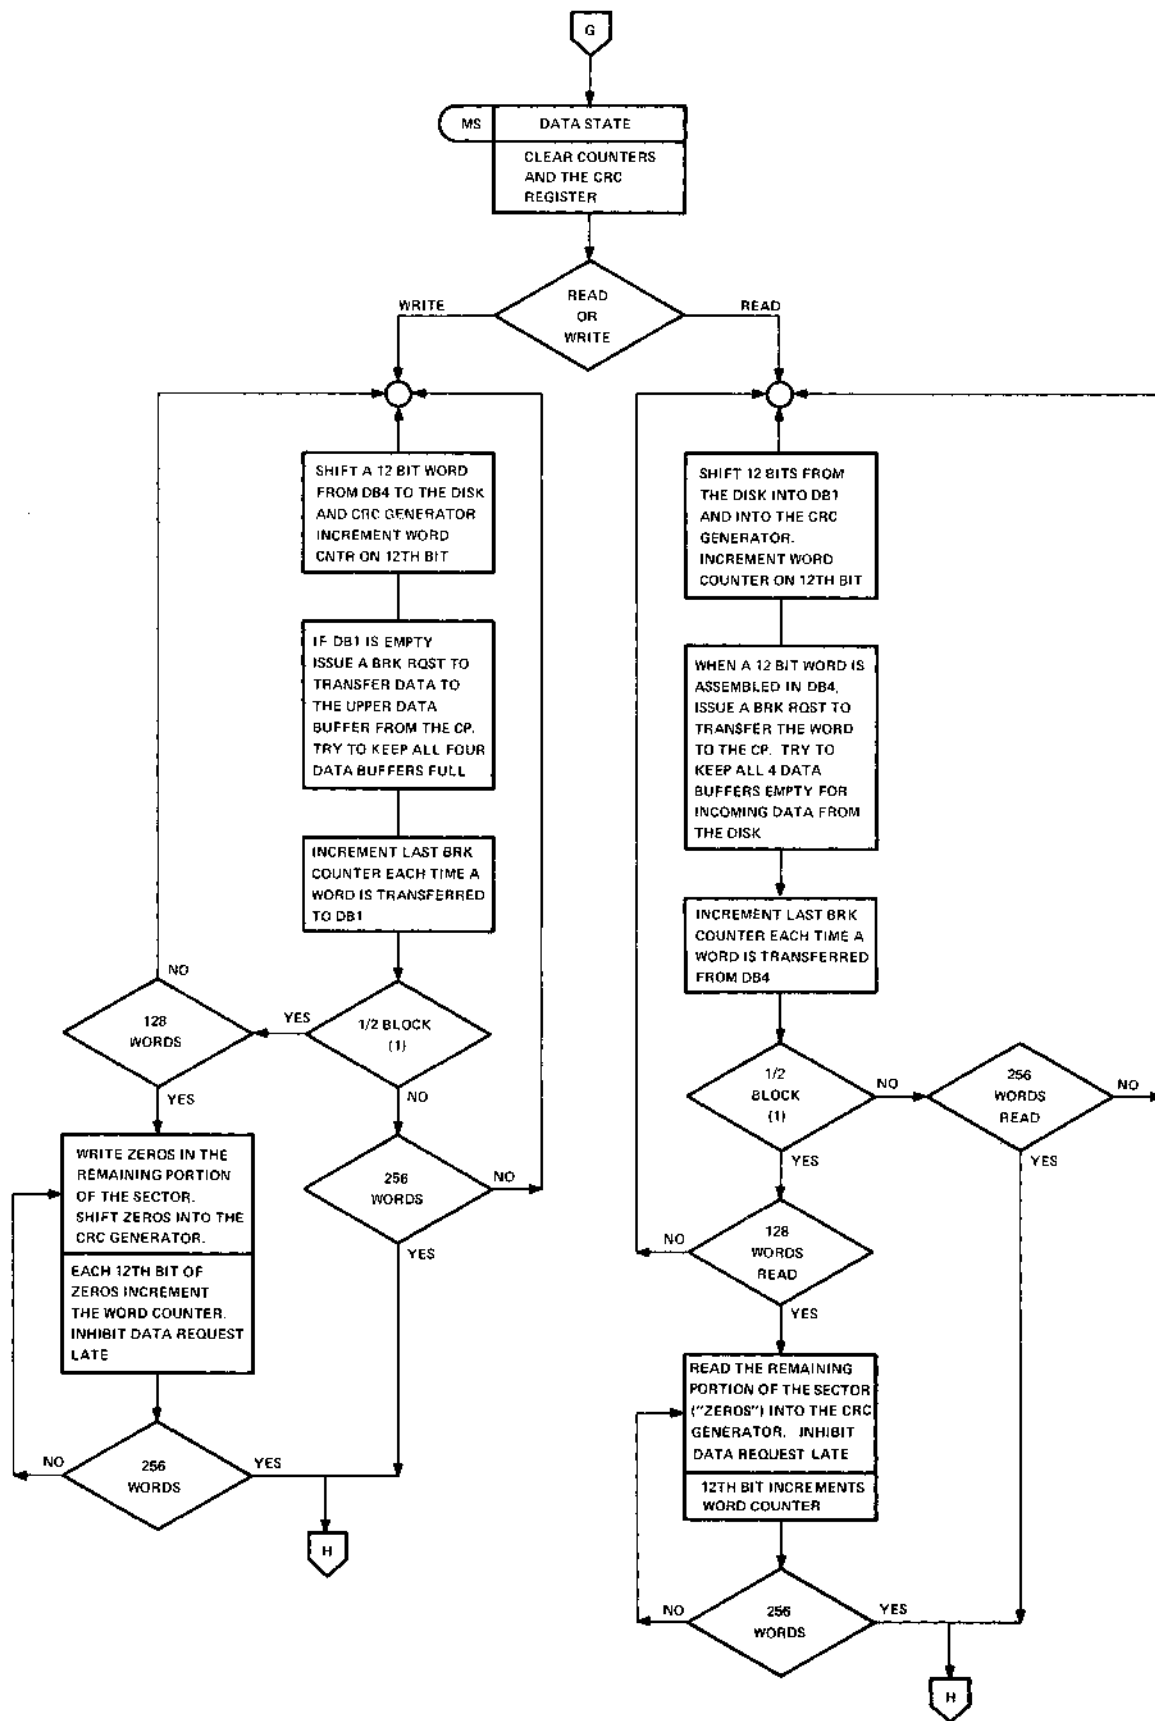 G
MS
DATA STATE
CLEAR COUNTERS
AND THE CRC
REGISTER
READ
OR
WRITE
WRITE
READ
SHIFT A 12 BIT WORD
FROM DB4 TO THE DISK
AND CRC GENERATOR
INCREMENT WORD
CNTR ON 12TH BIT
IF DB1 IS EMPTY
ISSUE A BRK RQST TO
TRANSFER DATA TO
THE UPPER DATA
BUFFER FROM THE CP.
TRY TO KEEP ALL FOUR
DATA BUFFERS FULL
INCREMENT LAST BRK
COUNTER EACH TIME A
WORD IS TRANSFERRED
TO DB1
1/2 BLOCK
(1)
YES
NO
128
WORDS
NO
YES
256
WORDS
NO
YES
WRITE ZEROS IN THE
REMAINING PORTION
OF THE SECTOR.
SHIFT ZEROS INTO THE
CRC GENERATOR.
EACH 12TH BIT OF
ZEROS INCREMENT
THE WORD COUNTER.
INHIBIT DATA REQUEST
LATE
256
WORDS
NO
YES
H
SHIFT 12 BITS FROM
THE DISK INTO DB1
AND INTO THE CRC
GENERATOR.
INCREMENT WORD
COUNTER ON 12TH BIT
WHEN A 12 BIT WORD IS
ASSEMBLED IN DB4,
ISSUE A BRK RQST TO
TRANSFER THE WORD
TO THE CP. TRY TO
KEEP ALL 4 DATA
BUFFERS EMPTY FOR
INCOMING DATA FROM
THE DISK
INCREMENT LAST BRK
COUNTER EACH TIME A
WORD IS TRANSFERRED
FROM DB4
1/2
BLOCK
(1)
NO
YES
256
WORDS
READ
NO
YES
128
WORDS
READ
NO
YES
READ THE REMAINING
PORTION OF THE SECTOR
("ZEROS") INTO THE CRC
GENERATOR. INHIBIT
DATA REQUEST LATE
12TH BIT INCREMENTS
WORD COUNTER
256
WORDS
NO
YES
H